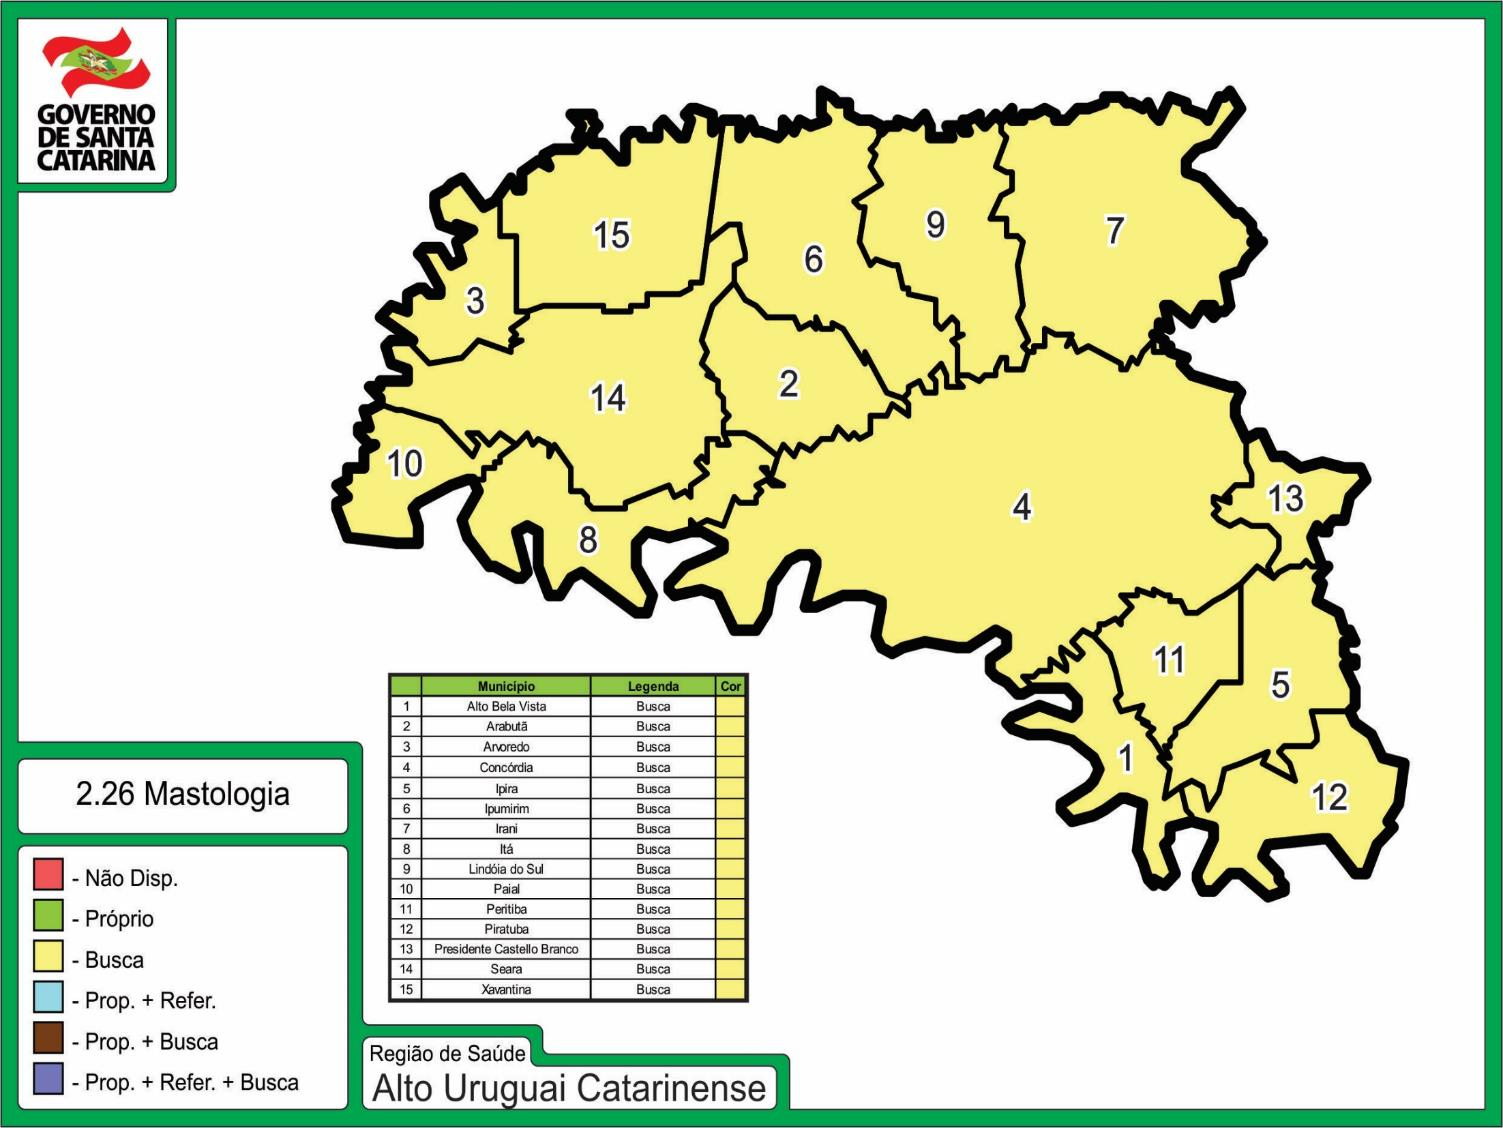 GOVERNO
DE SANTA
CATARINA
15
9
7
6
3
2
14
10
4
13
8
11
5
1
12
Município Legenda Cor
1 Alto Bela Vista Busca
2 Arabutã Busca
3 Arvoredo Busca
4 Concórdia Busca
5 Ipira Busca
6 Ipumirim Busca
7 Irani Busca
8 Itá Busca
9 Lindóia do Sul Busca
10 Paial Busca
11 Peritiba Busca
12 Piratuba Busca
13 Presidente Castello Branco Busca
14 Seara Busca
15 Xavantina Busca
2.26 Mastologia
- Não Disp.
- Próprio
- Busca
- Prop. + Refer.
- Prop. + Busca
- Prop. + Refer. + Busca
Região de Saúde
Alto Uruguai Catarinense